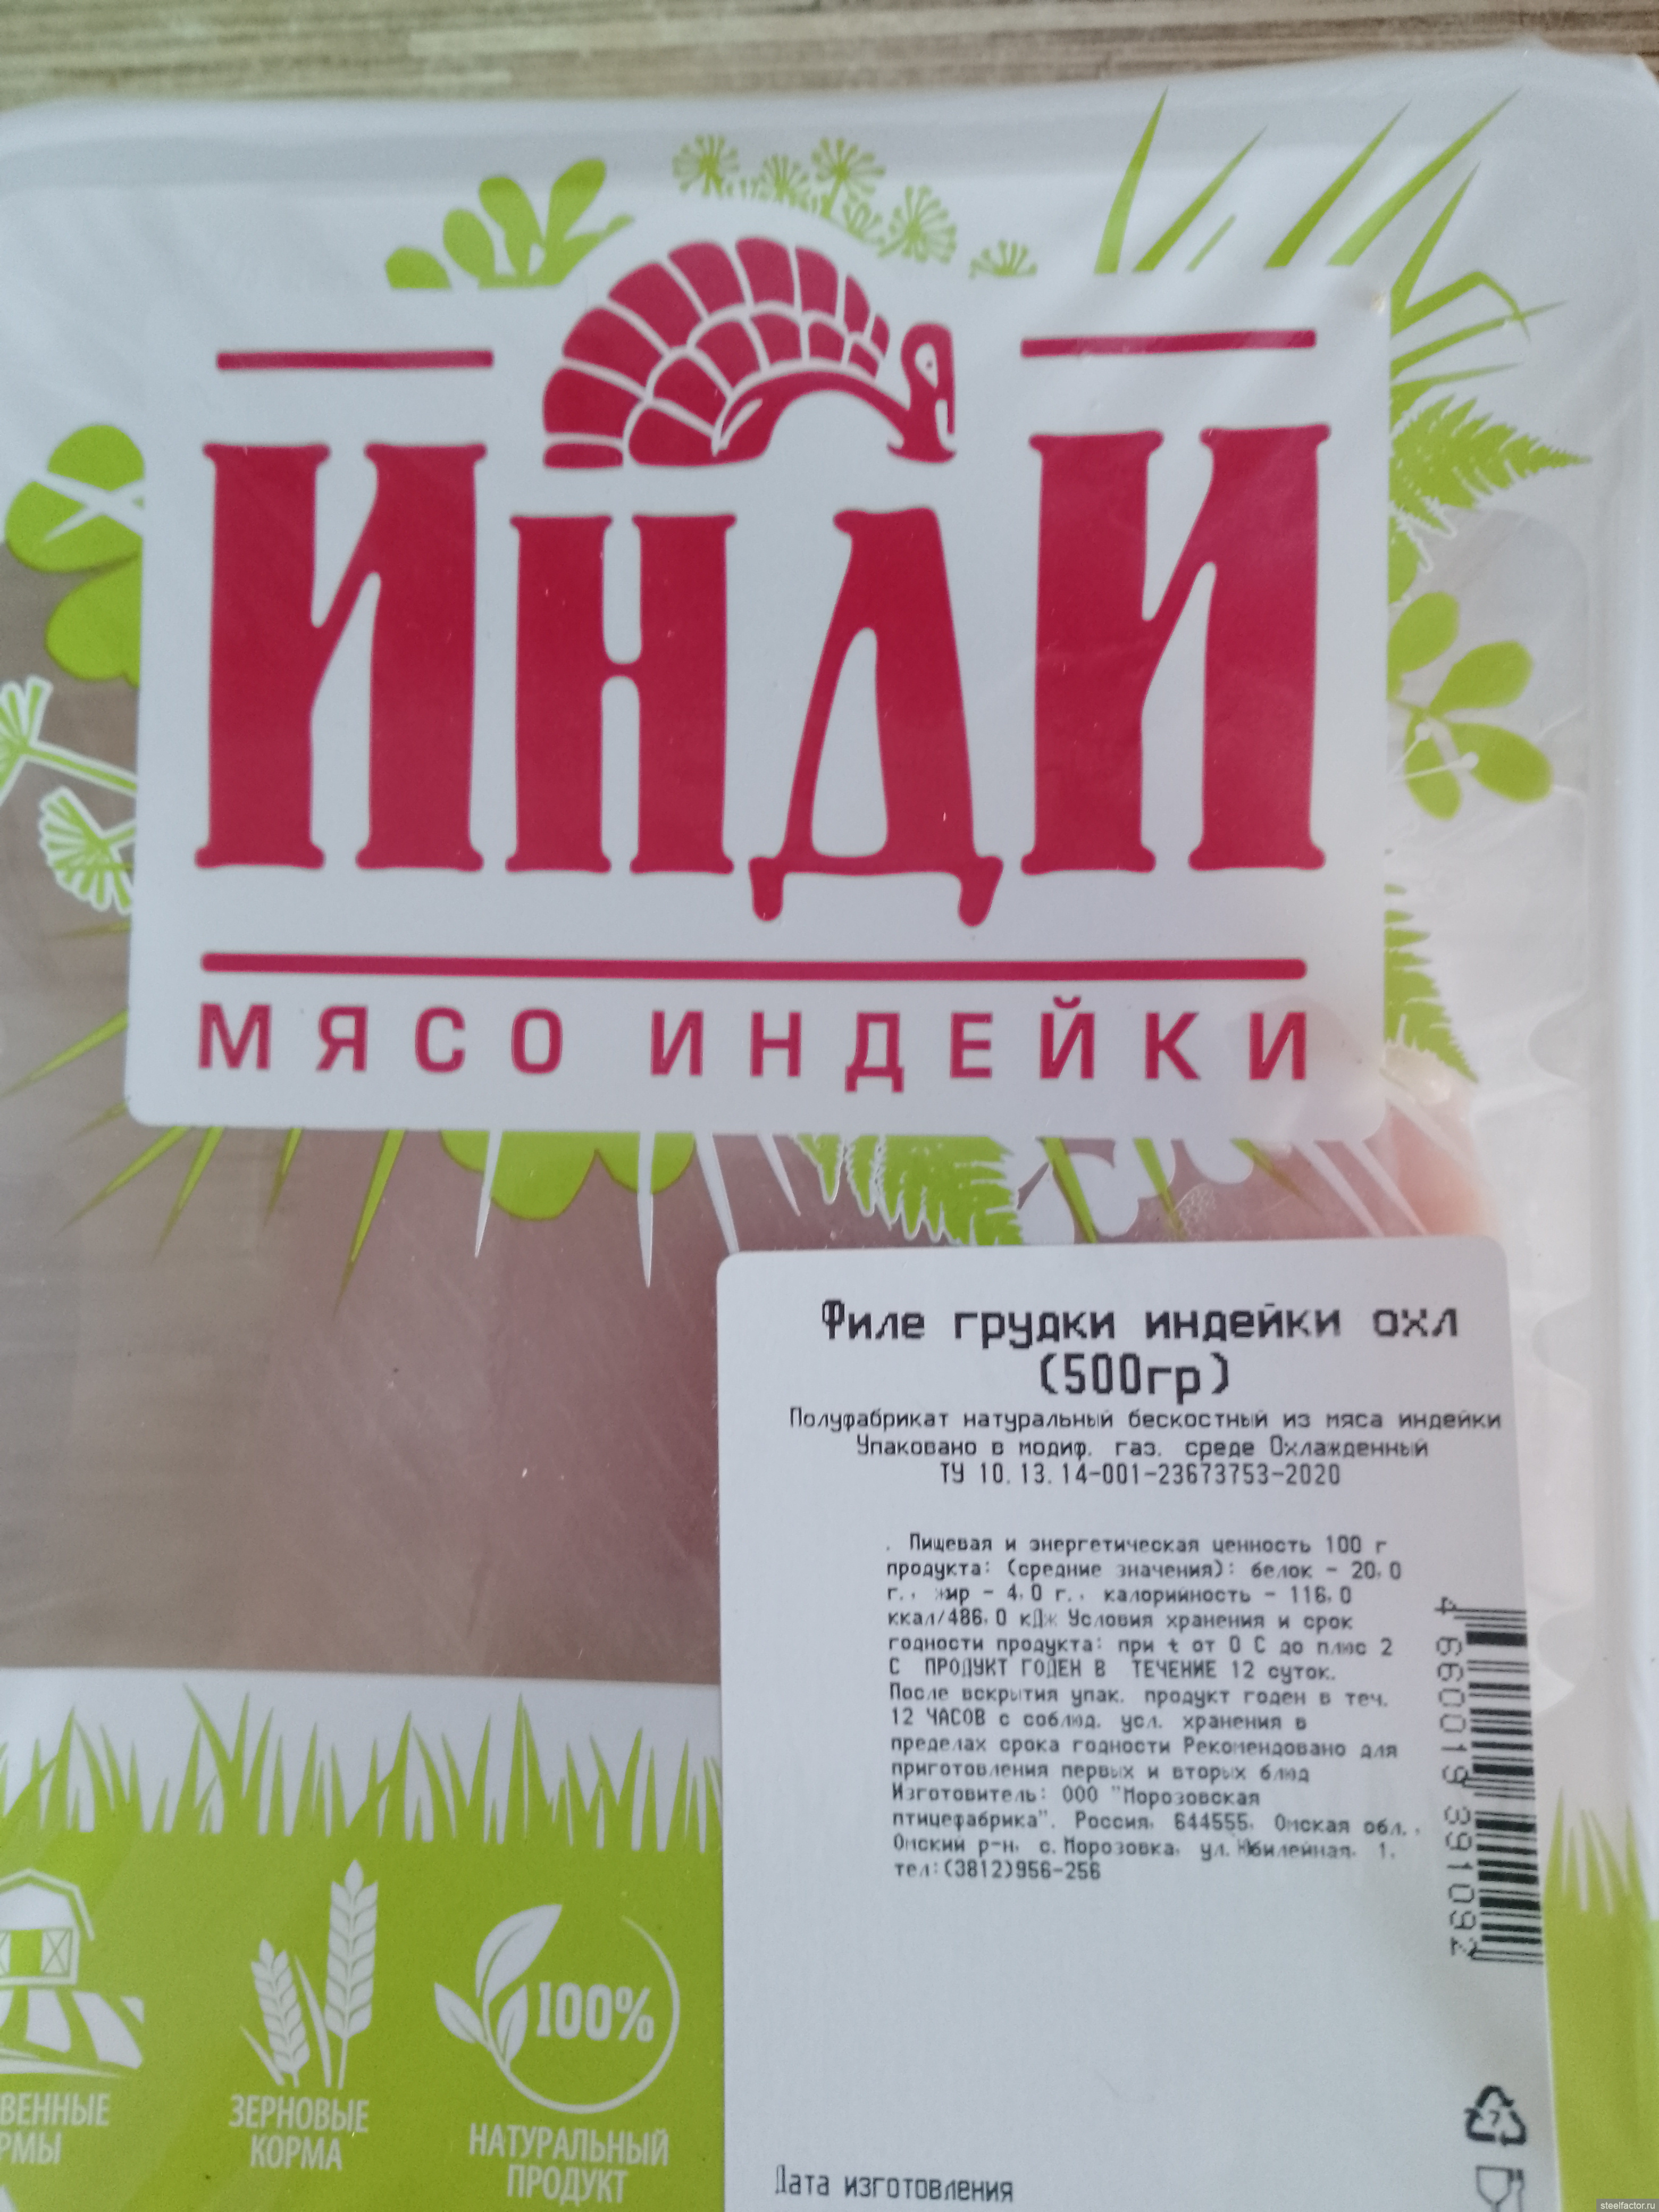 ИНДИ
МЯСО ИНДЕЙКИ
Филе грудки индейки охл
(500гр)
Полуфабрикат натуральный бескостный из мяса индейки
Упаковано в модиф. газ. среде Охлажденный
ТУ 10.13.14-001-23673753-2020
. Пищевая и энергетическая ценность 100 г
продукта: (средние значения): белок - 20,0
г., жир - 4,0 г., калорийность - 116,0
ккал/486,0 кДж Условия хранения и срок
годности продукта: при t от 0 С до плюс 2
С ПРОДУКТ ГОДЕН В ТЕЧЕНИЕ 12 суток.
После вскрытия упак. продукт годен в теч.
12 ЧАСОВ с соблюд. усл. хранения в
пределах срока годности Рекомендовано для
приготовления первых и вторых блюд
Изготовитель: ООО "Морозовская
птицефабрика". Россия, 644555, Омская обл.,
Омский р-н, с.Морозовка, ул.Юбилейная, 1,
тел:(3812)956-256
4 660019 391092
ВЕННЫЕ
РМЫ
ЗЕРНОВЫЕ
КОРМА
100%
НАТУРАЛЬНЫЙ
ПРОДУКТ
7
Дата изготовления
steelfactor.ru